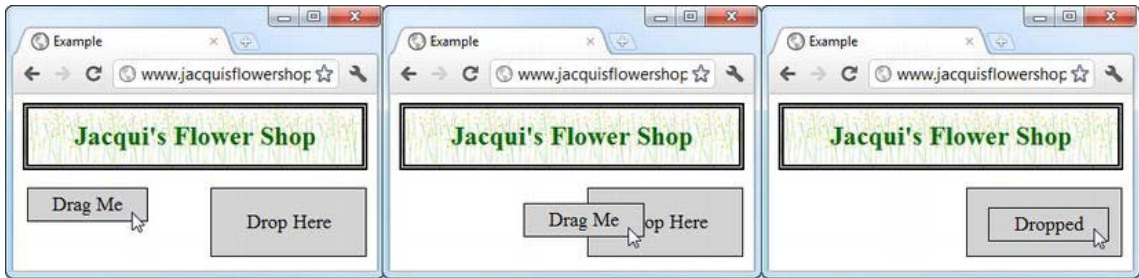 Example
www.jacquisflowershop
Jacqui's Flower Shop
Drag Me
Drop Here
Example
www.jacquisflowershop
Jacqui's Flower Shop
Drag Me
op Here
Example
www.jacquisflowershop
Jacqui's Flower Shop
Dropped